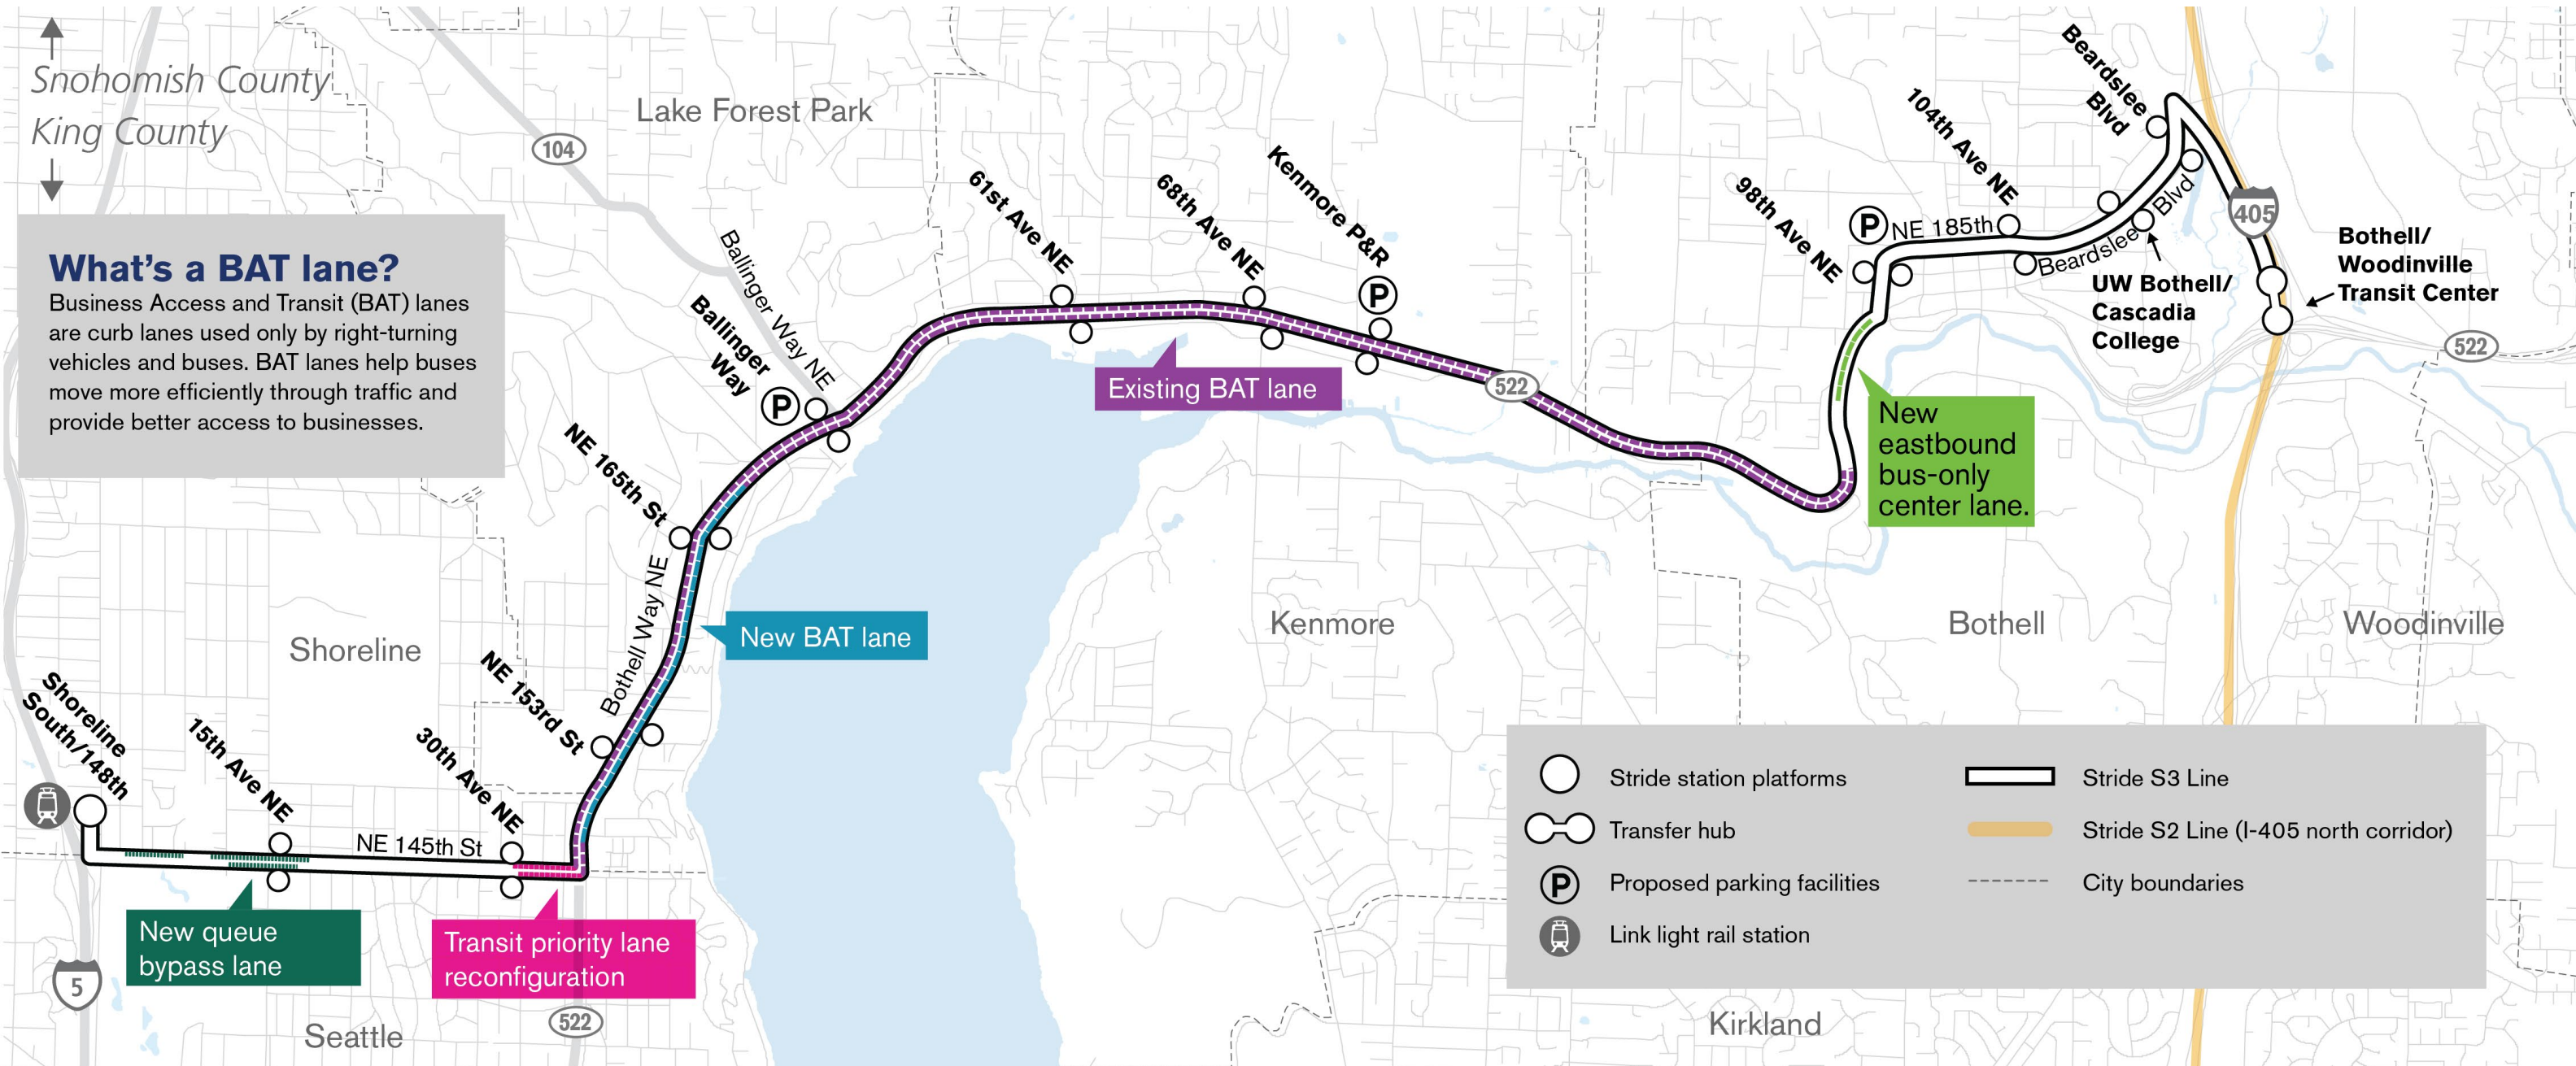 Snohomish County
King County
What's a BAT lane?
Business Access and Transit (BAT) lanes
are curb lanes used only by right-turning
vehicles and buses. BAT lanes help buses
move more efficiently through traffic and
provide better access to businesses.
Lake Forest Park
104
Ballinger Way NE
Ballinger
Way
P
NE 165th St
Bothell Way NE
NE 153rd St
New BAT lane
Shoreline
Shoreline
South/148th
15th Ave NE
30th Ave NE
NE 145th St
New queue
bypass lane
Transit priority lane
reconfiguration
5
Seattle
522
61st Ave NE
68th Ave NE
Kenmore P&R
P
Existing BAT lane
522
Kenmore
98th Ave NE
P
NE 185th
104th Ave NE
Beardslee
Blvd
Beardslee Blvd
UW Bothell/
Cascadia
College
405
Bothell/
Woodinville
Transit Center
522
New
eastbound
bus-only
center lane.
Bothell
Woodinville
Kirkland
Stride station platforms
Transfer hub
P
Proposed parking facilities
Link light rail station
Stride S3 Line
Stride S2 Line (I-405 north corridor)
City boundaries